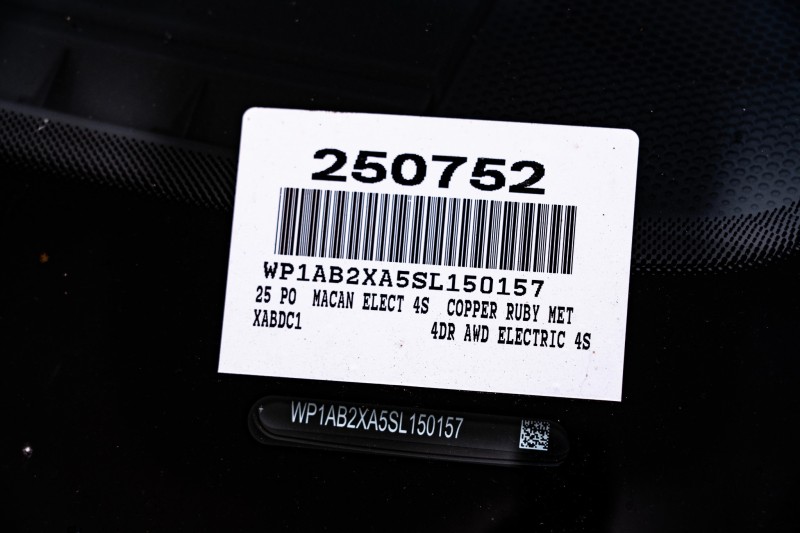 250752
WP1AB2XA5SL150157
25 PO MACAN ELECT 4S COPPER RUBY MET
XABDC1 4DR AWD ELECTRIC 4S
WP1AB2XA5SL150157